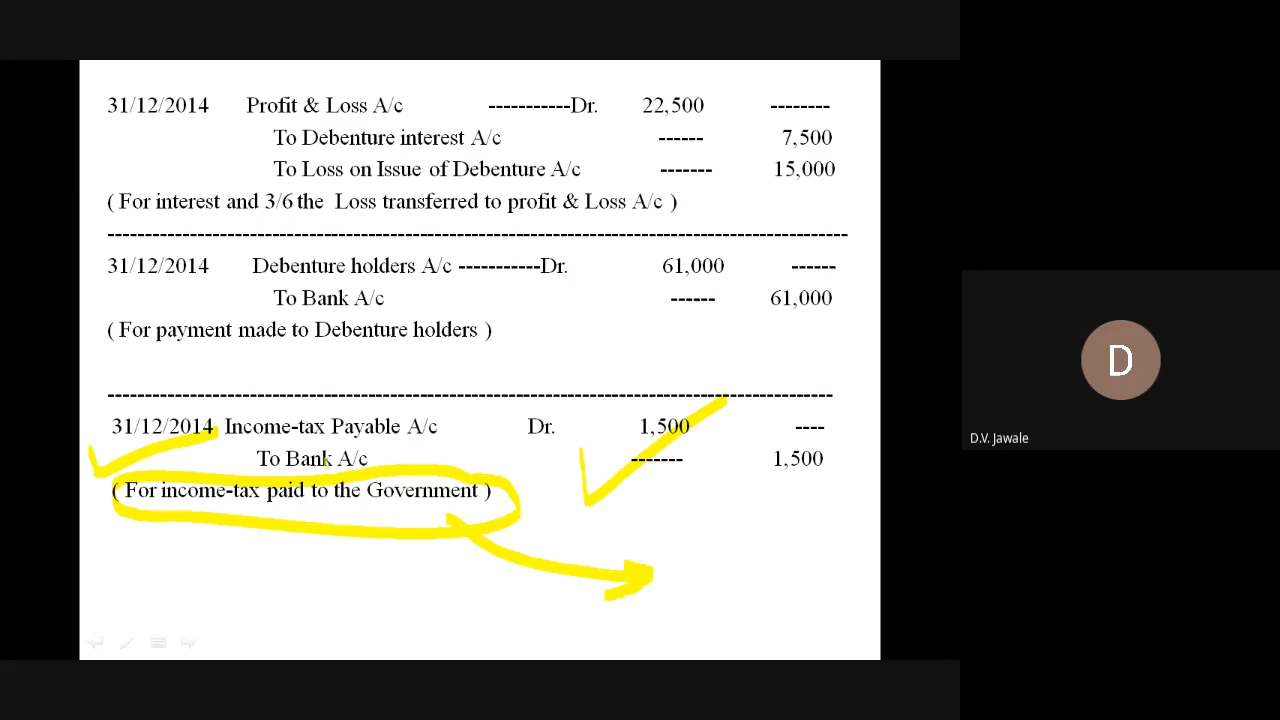 31/12/2014 Profit & Loss A/c -----------Dr. 22,500 --------
To Debenture interest A/c ------ 7,500
To Loss on Issue of Debenture A/c ------- 15,000
( For interest and 3/6 the Loss transferred to profit & Loss A/c )
31/12/2014 Debenture holders A/c -----------Dr. 61,000 ------
To Bank A/c ------ 61,000
( For payment made to Debenture holders )
31/12/2014 Income-tax Payable A/c Dr. 1,500 ----
To Bank A/c ------- 1,500
( For income-tax paid to the Government )
D
D.V. Jawale